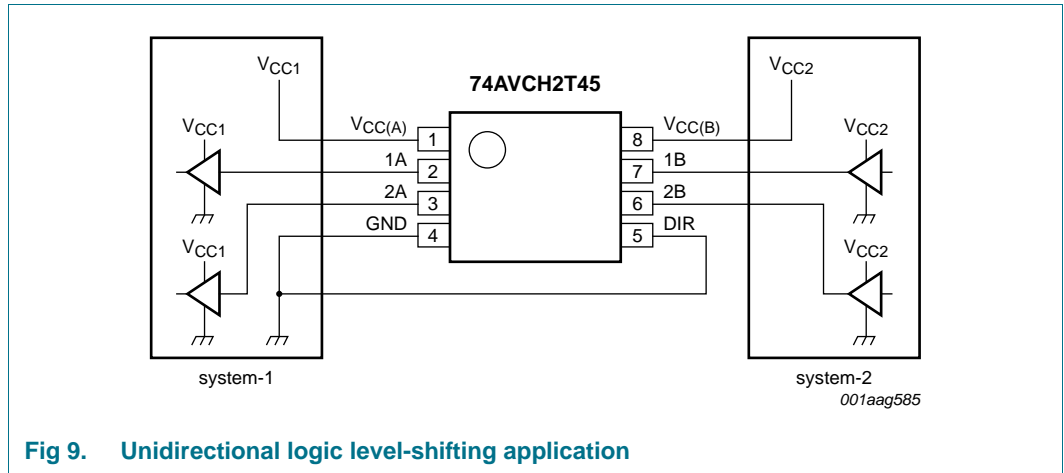 74AVCH2T45
VCC1
VCC2
VCC1
VCC(A)
1
8
VCC(B)
VCC2
1A
2
7
1B
2A
3
6
2B
GND
4
5
DIR
VCC1
VCC2
system-1
system-2
001aag585
Fig 9. Unidirectional logic level-shifting application